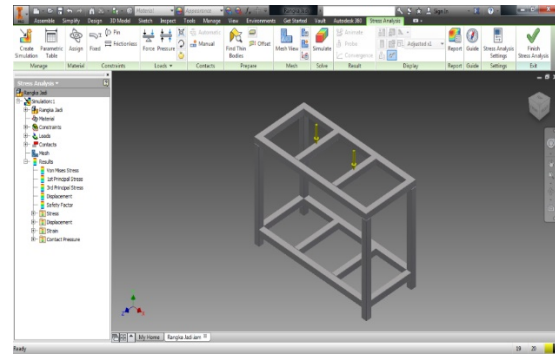 Assemble Simplify Design 3D Model Sketch Inspect Tools Manage View Environments Get Started Vault Autodesk 360 Stress Analysis
Create Simulation
Parametric Table
Assign
Fixed
Pin
Frictionless
Force
Pressure
Automatic
Manual
Find Thin Bodies
Offset
Mesh View
Simulate
Animate
Probe
Convergence
Adjusted x1
Report
Guide
Stress Analysis Settings
Finish Stress Analysis
Manage Material Constraints Loads Contacts Prepare Mesh Solve Result Display Report Guide Settings Exit
Stress Analysis
Rangka Jadi
Simulation:1
Rangka Jadi
Material
Constraints
Loads
Contacts
Mesh
Results
Von Mises Stress
1st Principal Stress
3rd Principal Stress
Displacement
Safety Factor
Stress
Displacement
Strain
Contact Pressure
My Home Rangka Jadi.iam
Ready
19 20